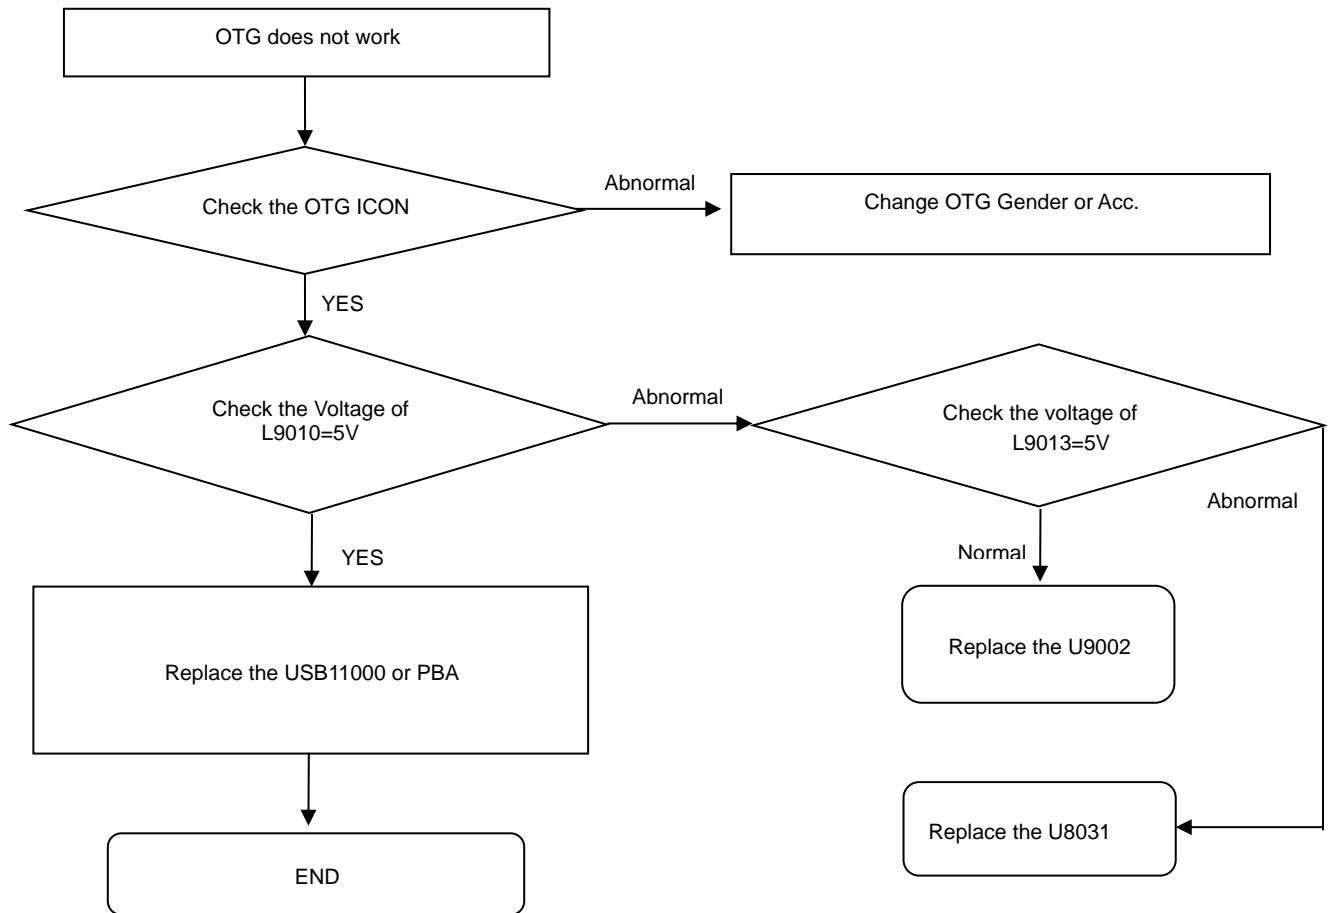 OTG does not work
Check the OTG ICON
Abnormal
Change OTG Gender or Acc.
YES
Check the Voltage of
L9010=5V
Abnormal
Check the voltage of
L9013=5V
Abnormal
YES
Normal
Replace the USB11000 or PBA
Replace the U9002
Replace the U8031
END